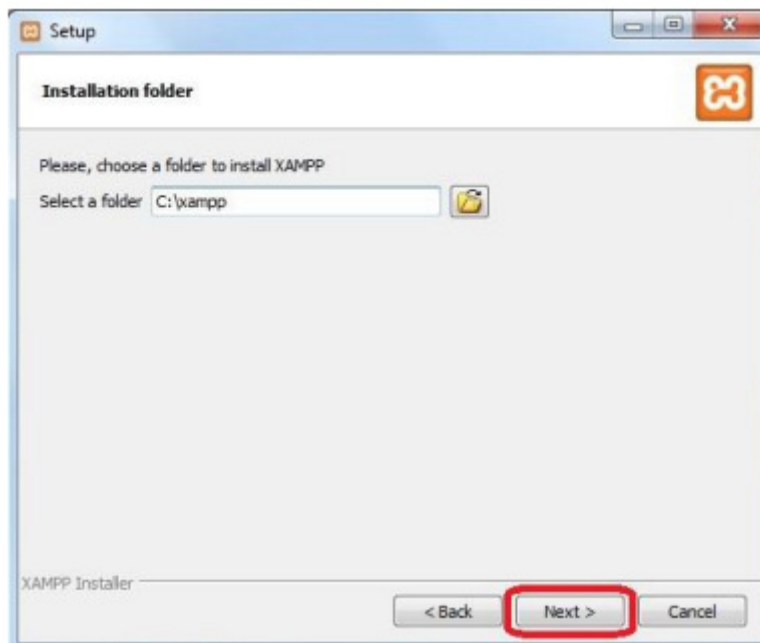 Setup
Installation folder
Please, choose a folder to install XAMPP
Select a folder C:\xampp
XAMPP Installer
< Back Next > Cancel